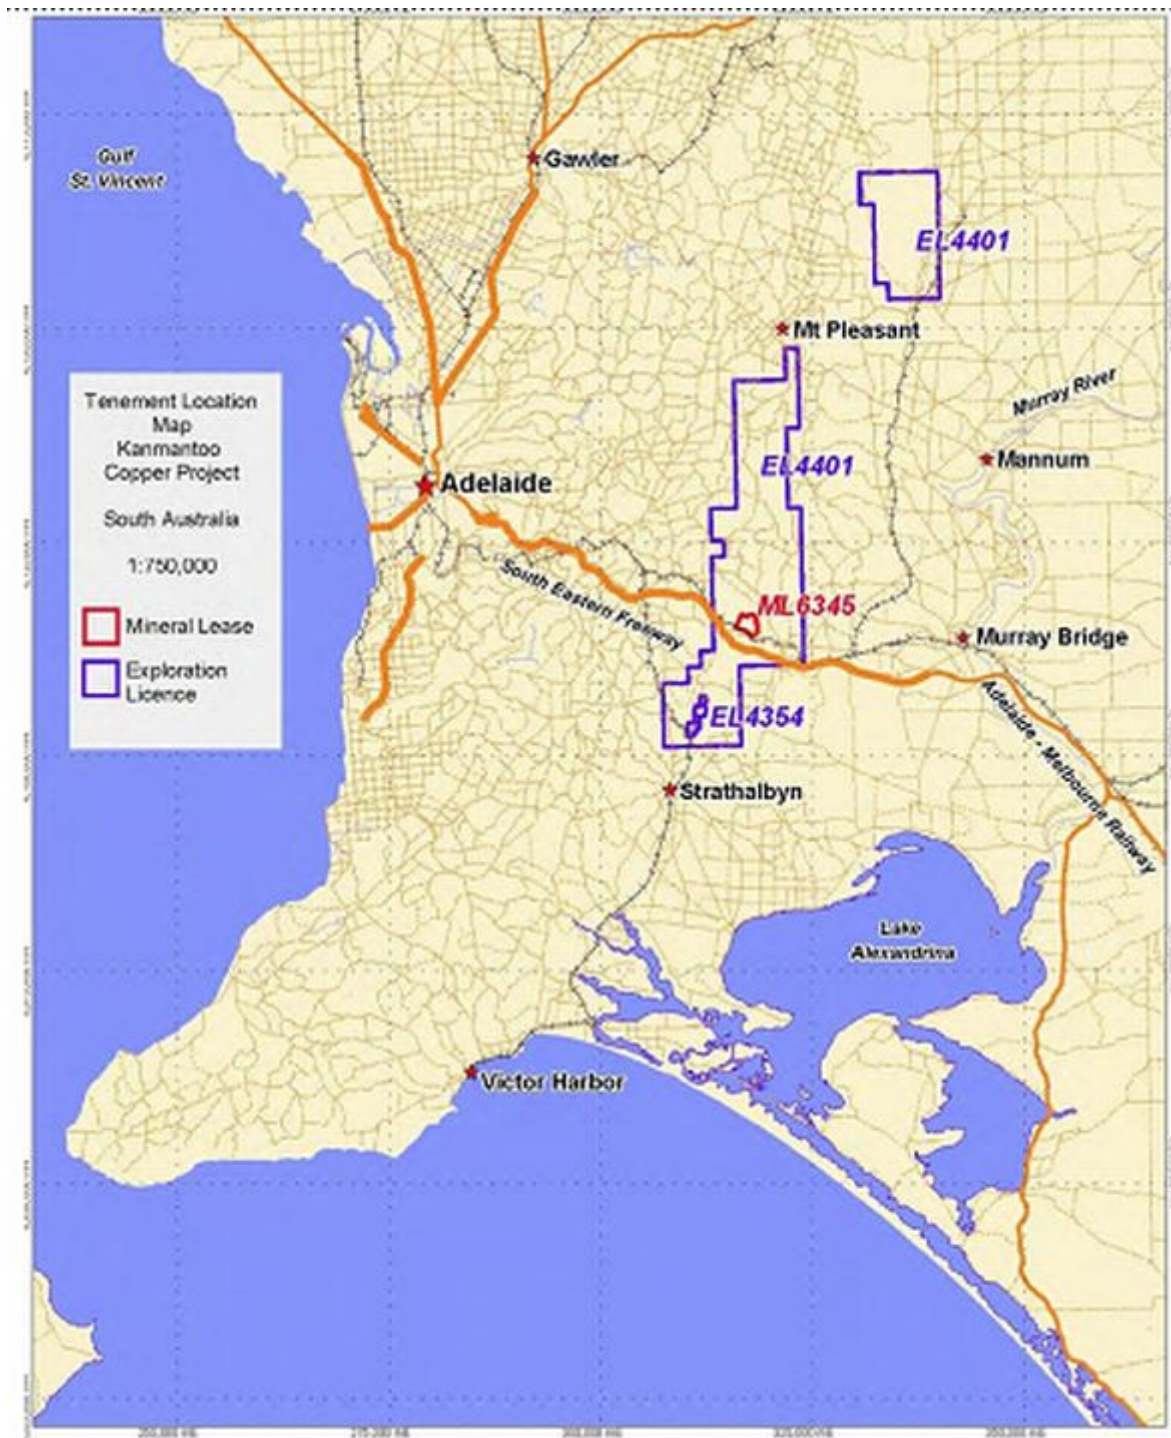 Gulf
St. Vincent
Gawler
EL4401
Mt Pleasant
Murray River
Tenement Location
Map
Kanmantoo
Copper Project
South Australia
1:750,000
Mineral Lease
Exploration
Licence
EL4401
Mannum
Adelaide
South Eastern Freeway
ML6345
Murray Bridge
EL4354
Adelaide - Melbourne Railway
Strathalbyn
Lake
Alexandrina
Victor Harbor